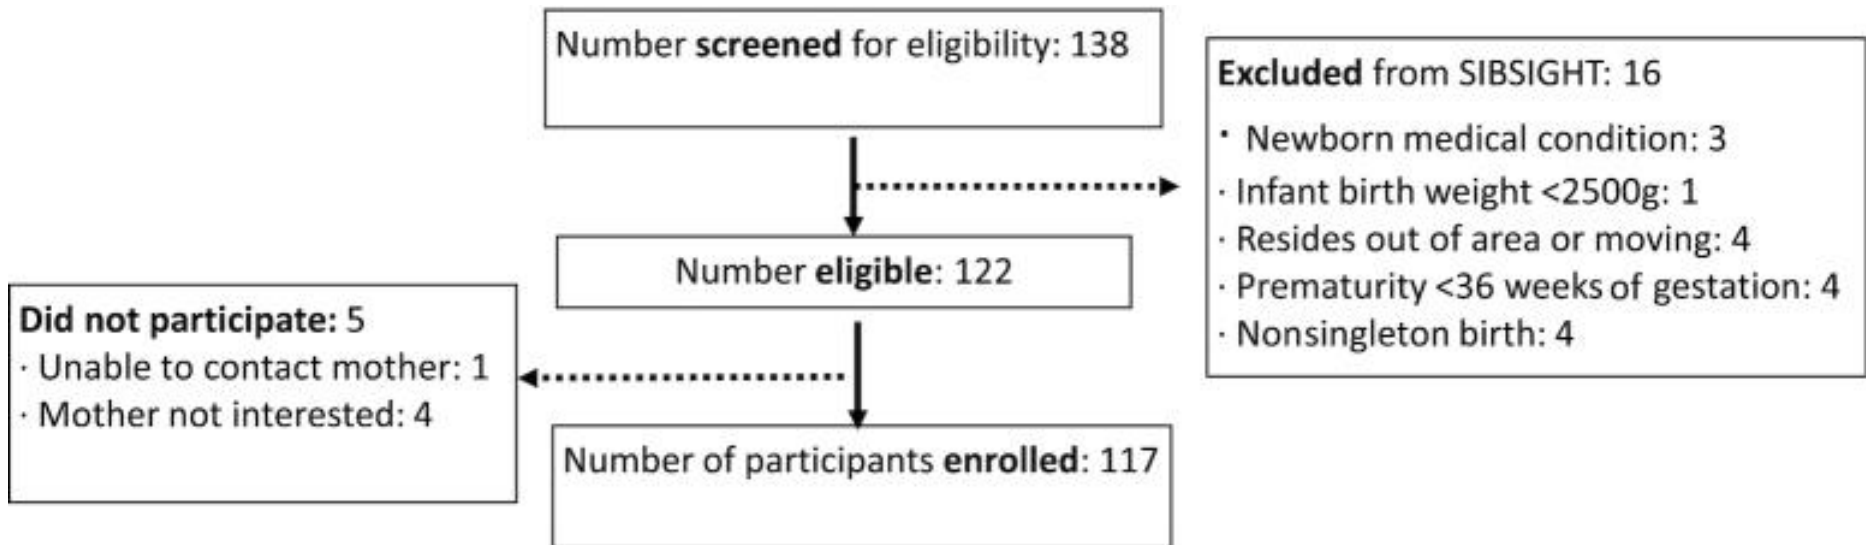 Number screened for eligibility: 138
Excluded from SIBSIGHT: 16
· Newborn medical condition: 3
· Infant birth weight <2500g: 1
· Resides out of area or moving: 4
· Prematurity <36 weeks of gestation: 4
· Nonsingleton birth: 4
Number eligible: 122
Did not participate: 5
· Unable to contact mother: 1
· Mother not interested: 4
Number of participants enrolled: 117